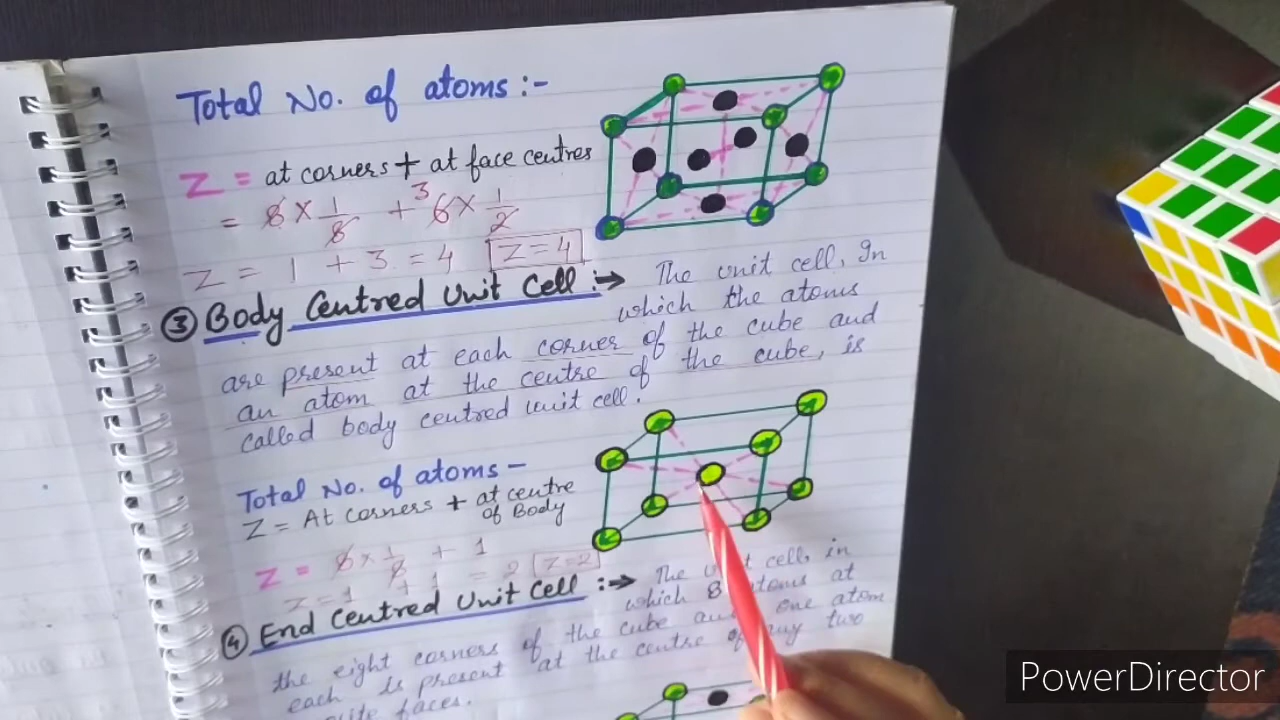 Total No. of atoms :-
Z = at corners + at face centres
= 8 × 1/8 + 3 6 × 1/2
Z = 1 + 3 = 4 Z = 4
③ Body Centred Unit Cell :→ The unit cell, In
which the atoms
are present at each corner of the cube and
an atom at the centre of the cube, is
called body centred unit cell.
Total No. of atoms -
Z = At corners + at centre
of Body
Z = 8 × 1/8 + 1
Z = 1 + 1 = 2 Z = 2
④ End Centred Unit Cell :→ The cell, in
which 8 atoms at
the eight corners of the cube one atom
each is present at the centre of any two
faces.
PowerDirector